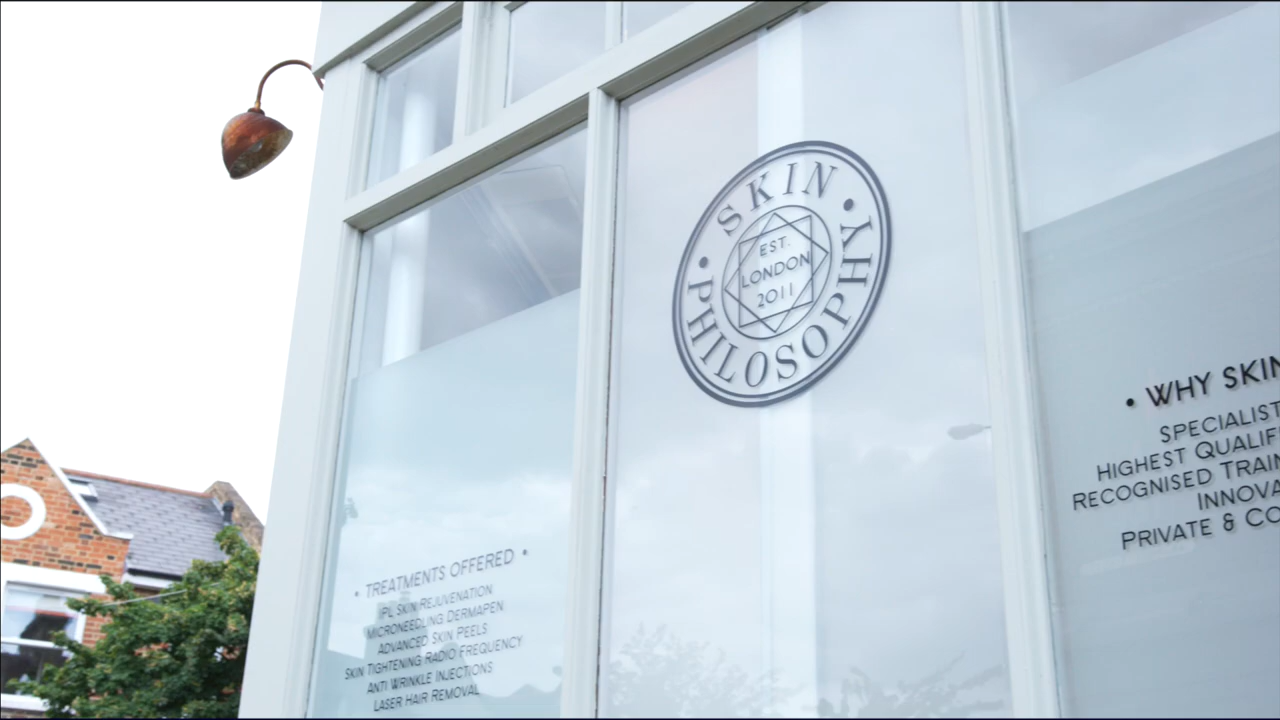 SKIN
PHILOSOPHY
EST.
LONDON
2011
• TREATMENTS OFFERED •
IPL SKIN REJUVENATION
MICRONEEDLING DERMAPEN
ADVANCED SKIN PEELS
SKIN TIGHTENING RADIO FREQUENCY
ANTI WRINKLE INJECTIONS
LASER HAIR REMOVAL
• WHY SKIN
SPECIALIST
HIGHEST QUALIF
RECOGNISED TRAIN
INNOVA
PRIVATE & CO